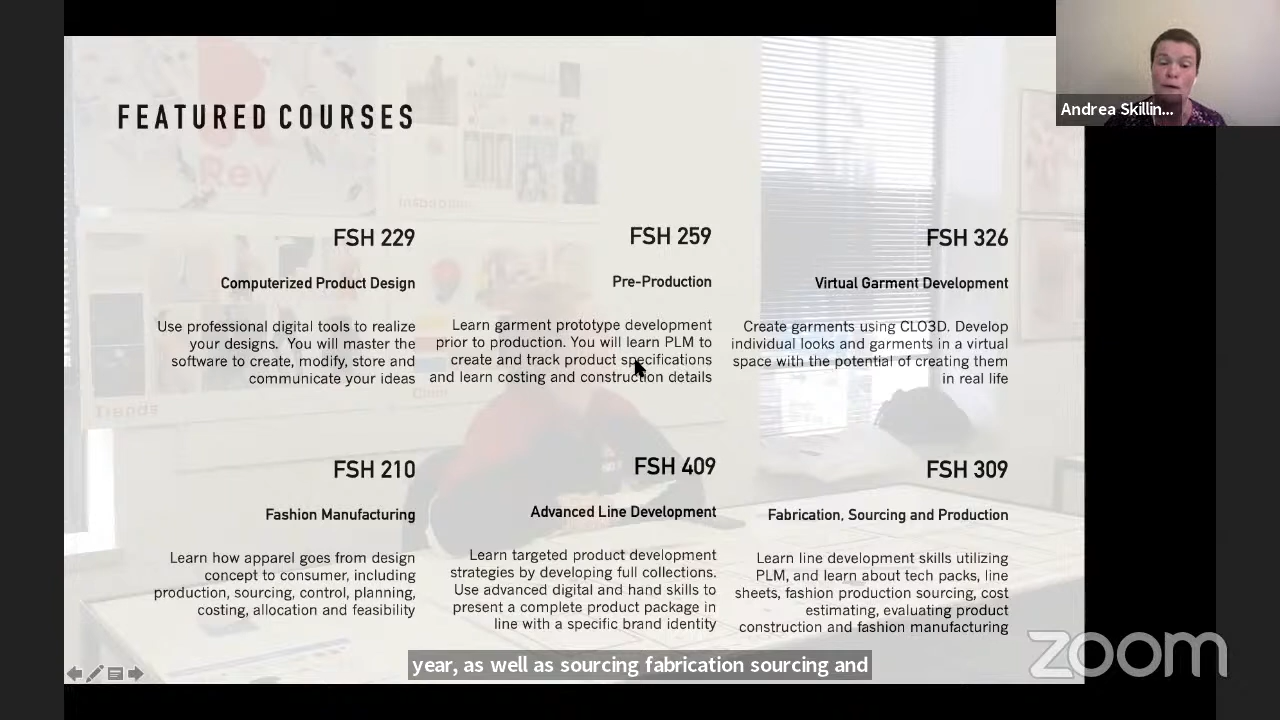 FEATURED COURSES
Andrea Skillin...
Rey
FSH 229
Computerized Product Design
Use professional digital tools to realize
your designs. You will master the
software to create, modify, store and
communicate your ideas
FSH 259
Pre-Production
Learn garment prototype development
prior to production. You will learn PLM to
create and track product specifications
and learn costing and construction details
FSH 326
Virtual Garment Development
Create garments using CLO3D. Develop
individual looks and garments in a virtual
space with the potential of creating them
in real life
Trends
FSH 210
Fashion Manufacturing
Learn how apparel goes from design
concept to consumer, including
production, sourcing, control, planning,
costing, allocation and feasibility
FSH 409
Advanced Line Development
Learn targeted product development
strategies by developing full collections.
Use advanced digital and hand skills to
present a complete product package in
line with a specific brand identity
FSH 309
Fabrication, Sourcing and Production
Learn line development skills utilizing
PLM, and learn about tech packs, line
sheets, fashion production sourcing, cost
estimating, evaluating product
construction and fashion manufacturing
year, as well as sourcing fabrication sourcing and
zoom